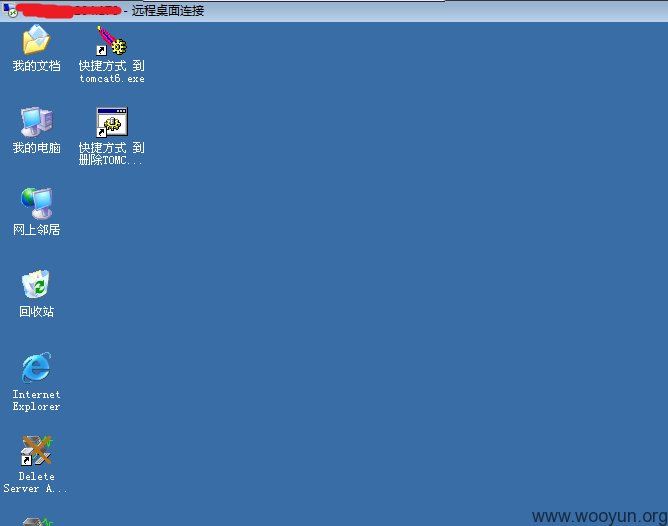 - 远程桌面连接
我的文档
快捷方式 到
tomcat6.exe
我的电脑
快捷方式 到
删除TOMC...
网上邻居
回收站
Internet
Explorer
Delete
Server A...
www.wooyun.org